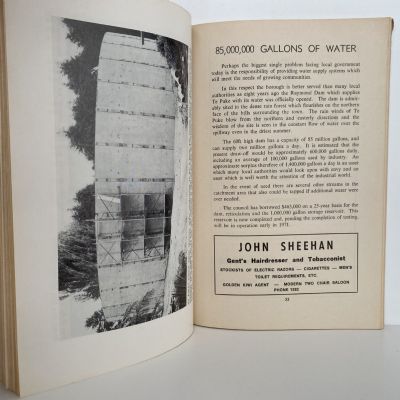 85,000,000 GALLONS OF WATER
Perhaps the biggest single problem facing local government
today is the responsibility of providing water supply systems which
will meet the needs of growing communities.
In this respect the borough is better served than many local
authorities as eight years ago the Raymond Dam which supplies
Te Puke with its water was officially opened. The dam is admir-
ably sited in the dense rain forest which flourishes on the northern
slopes of the hills surrounding the town. The rain winds of Te
Puke blow from the northern and easterly directions and the
wisdom of the site is seen in the constant flow of water over the
spillway even in the driest summer.
The 60ft. high dam has a capacity of 85 million gallons, and
can supply two million gallons a day. It is estimated that the
present draw-off would be approximately 600,000 gallons daily,
including an average of 100,000 gallons used by industry. An
approximate surplus therefore of 1,400,000 gallons a day is an asset
which many local authorities would look upon with envy and an
asset which is well worth the attention of the industrial world.
In the event of need there are several other streams in the
catchment area that also could be tapped if additional water were
ever needed.
The council has borrowed $465,000 on a 25-year basis for the
dam, reticulation and the 1,000,000 gallon storage reservoir. This
reservoir is now completed and, pending the completion of testing,
will be in operation early in 1971.
JOHN SHEEHAN
Gent's Hairdresser and Tobacconist
STOCKISTS OF ELECTRIC RAZORS — CIGARETTES — MEN'S
TOILET REQUIREMENTS, ETC.
GOLDEN KIWI AGENT — MODERN TWO CHAIR SALOON
PHONE